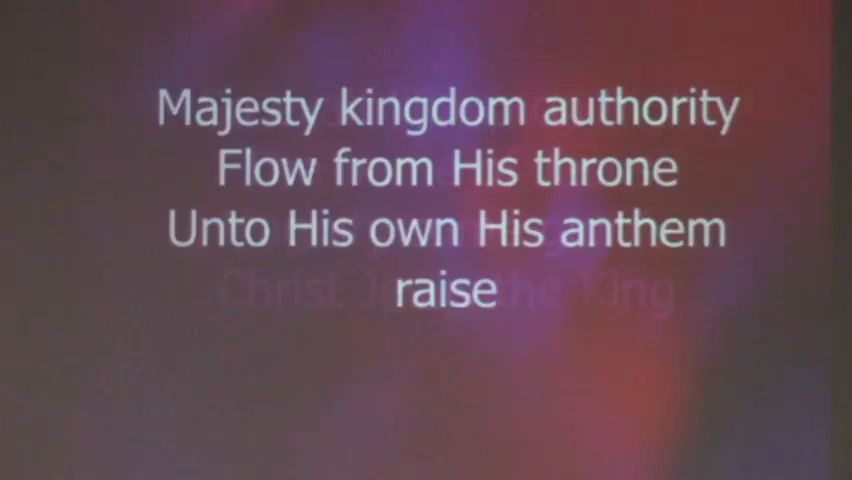 Majesty kingdom authority
Flow from His throne
Unto His own His anthem
raise